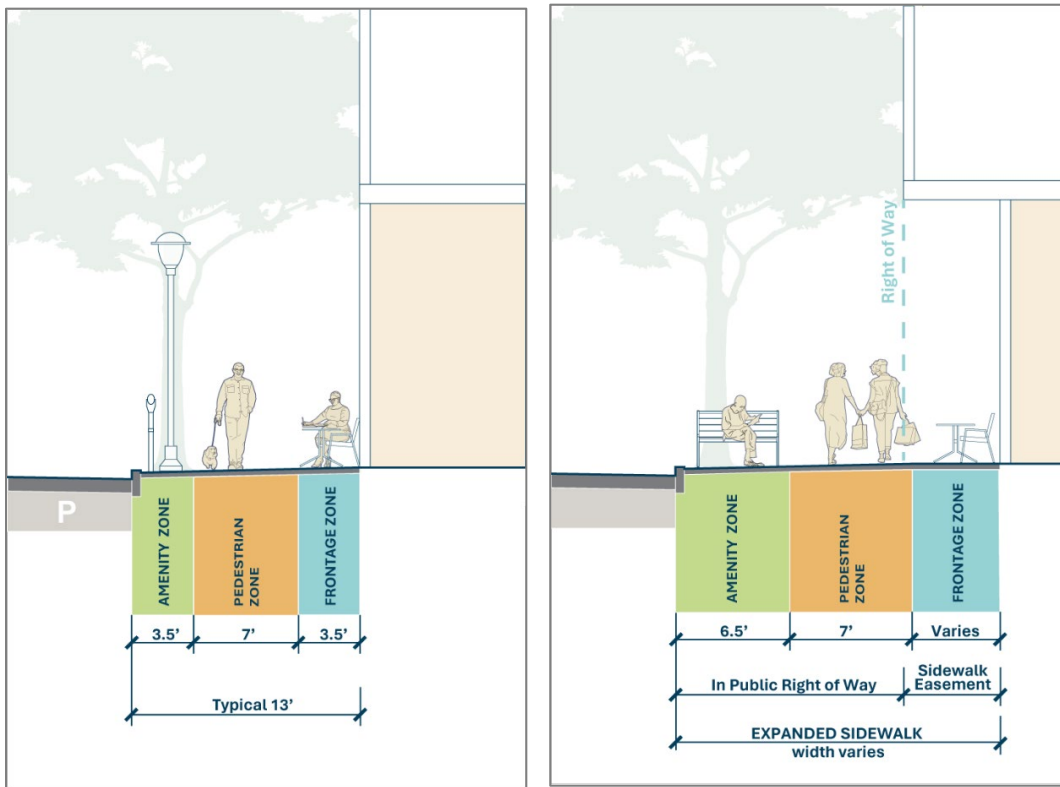 P
AMENITY ZONE
PEDESTRIAN
ZONE
FRONTAGE ZONE
3.5’
7’
3.5’
Typical 13’
Right of Way
AMENITY ZONE
PEDESTRIAN
ZONE
FRONTAGE ZONE
6.5’
7’
Varies
In Public Right of Way
Sidewalk
Easement
EXPANDED SIDEWALK
width varies